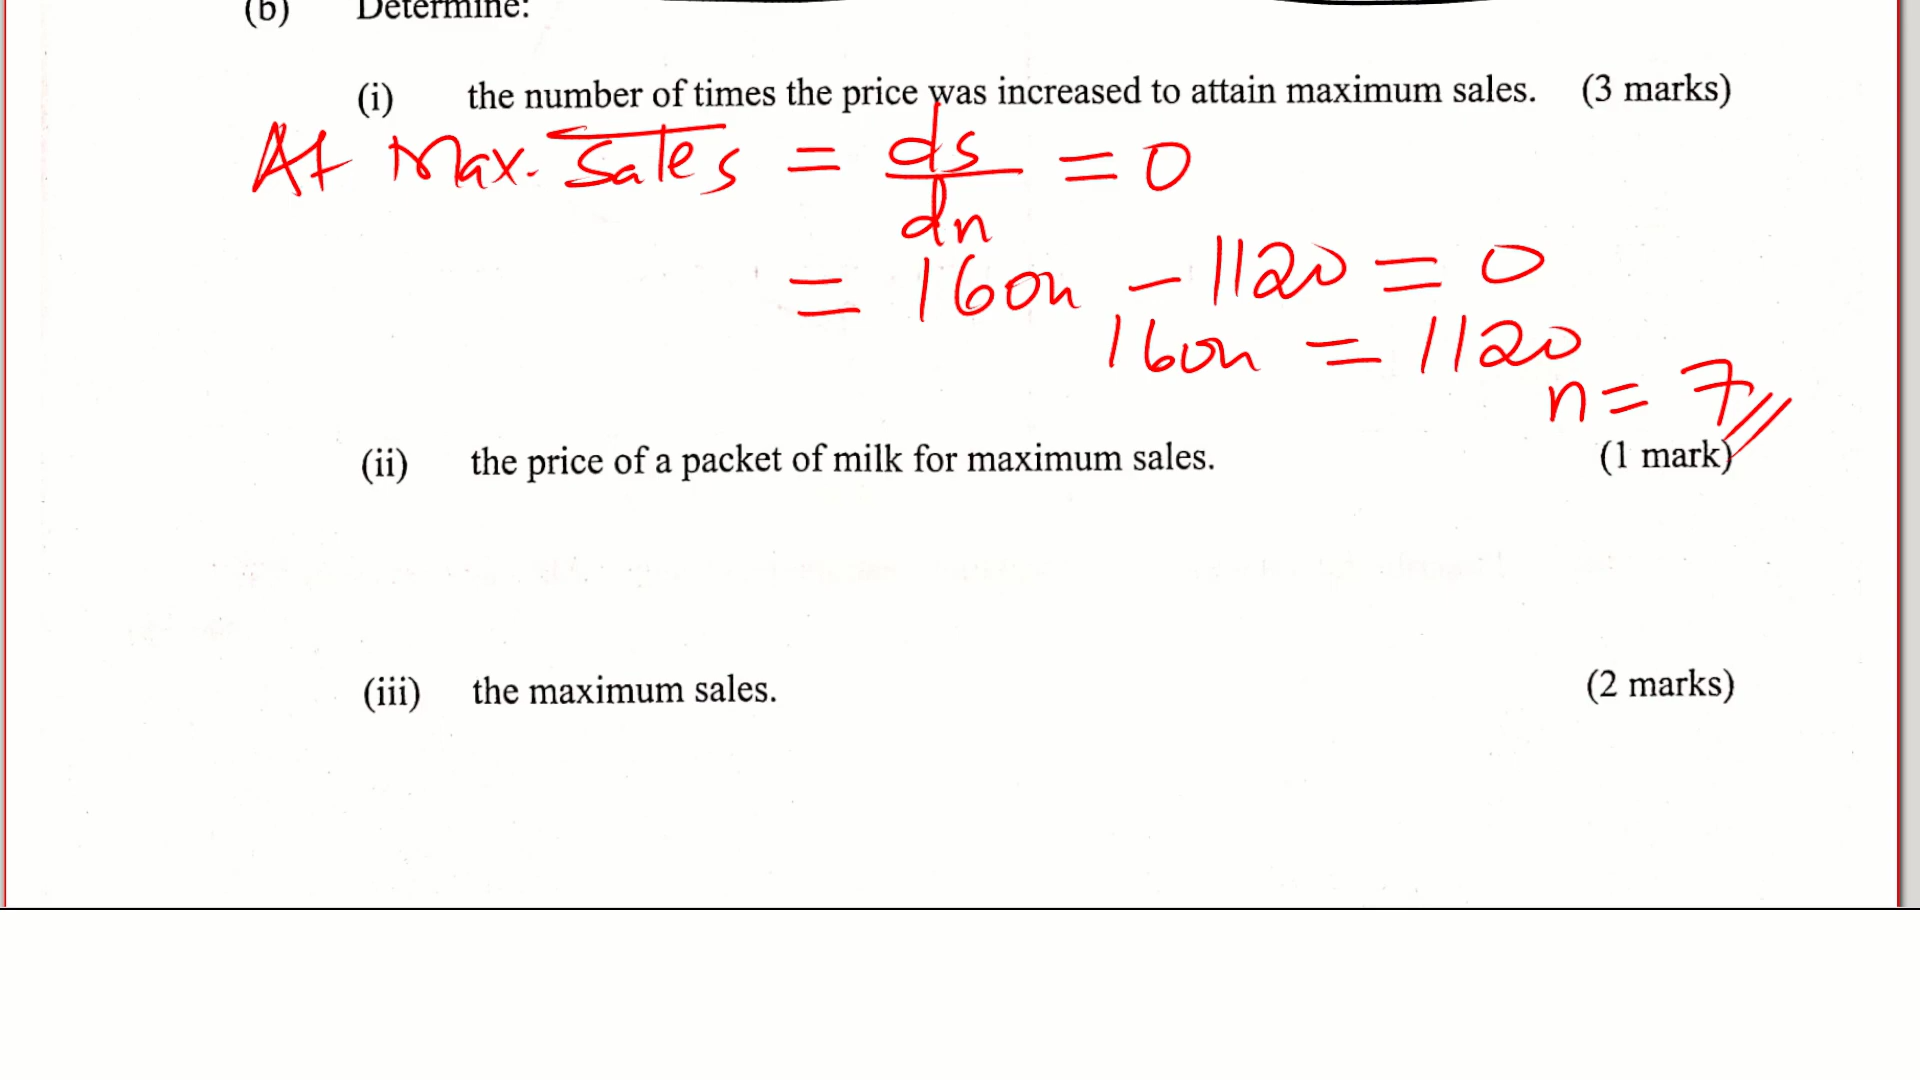 (b) Determine:
(i) the number of times the price was increased to attain maximum sales. (3 marks)
At Max. Sales = ds/dn = 0
= 160n - 1120 = 0
160n = 1120
n = 7
(ii) the price of a packet of milk for maximum sales. (1 mark)
(iii) the maximum sales. (2 marks)